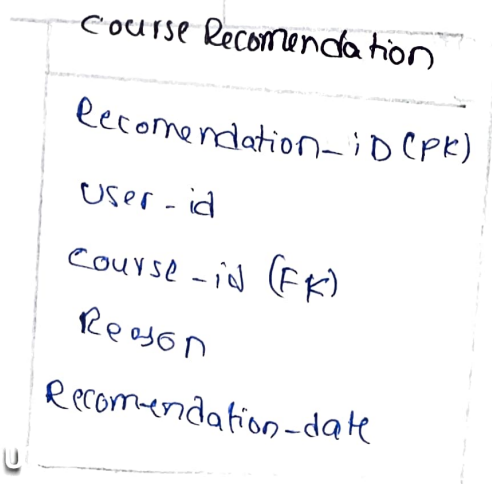 Course Recomendation
Recomendation_iD (PK)
User-id
Course-id (FK)
Reason
Recomendation-date
U